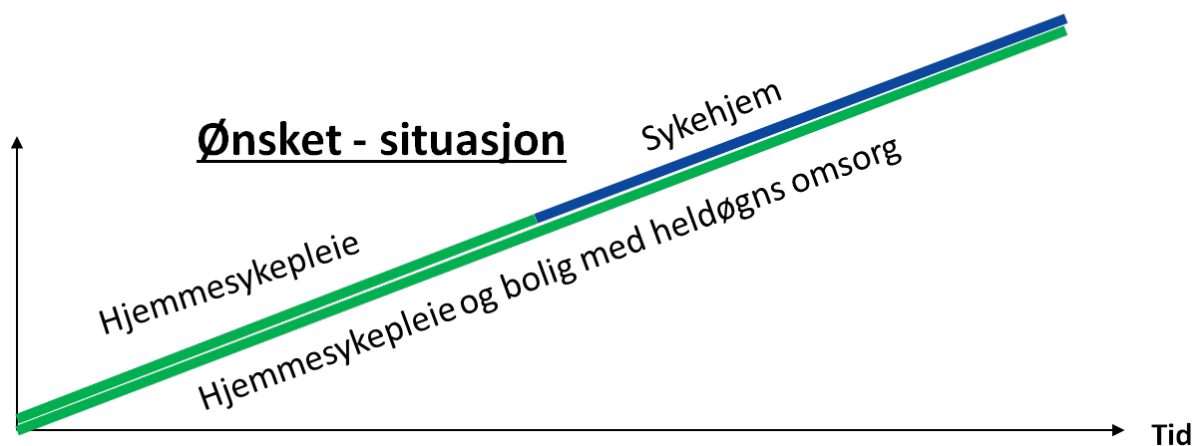 Ønsket - situasjon
Sykehjem
Hjemmesykepleie
Hjemmesykepleie og bolig med heldøgns omsorg
Tid